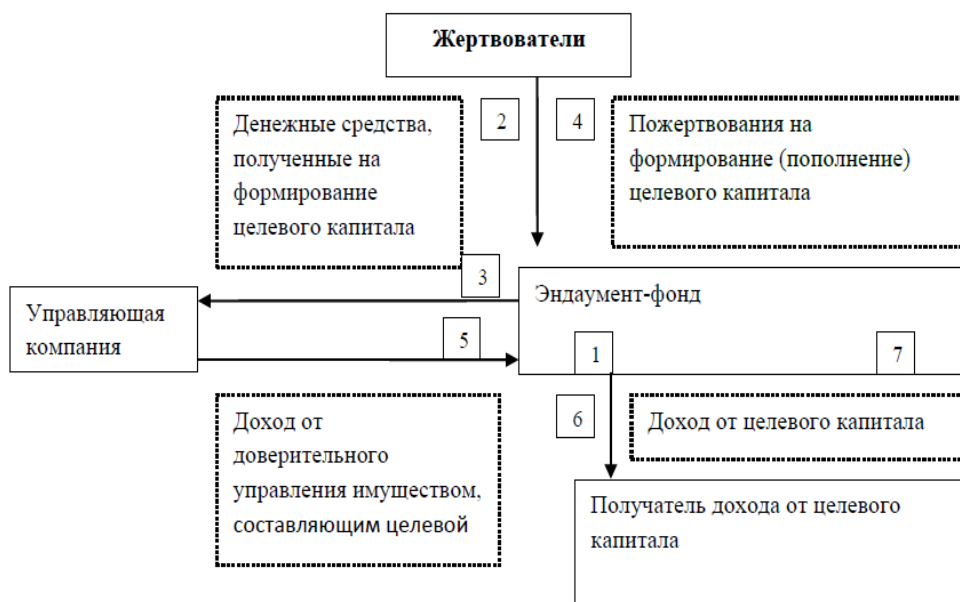 Жертвователи
Денежные средства,
полученные на
формирование
целевого капитала
2
4
Пожертвования на
формирование (пополнение)
целевого капитала
3
Эндаумент-фонд
Управляющая
компания
5
1
7
Доход от
доверительного
управления имуществом,
составляющим целевой
6
Доход от целевого капитала
Получатель дохода от целевого
капитала